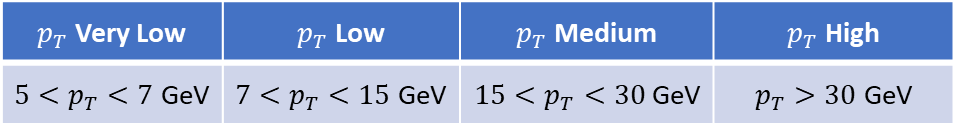 p_T Very Low p_T Low p_T Medium p_T High
5 < p_T < 7 GeV 7 < p_T < 15 GeV 15 < p_T < 30 GeV p_T > 30 GeV